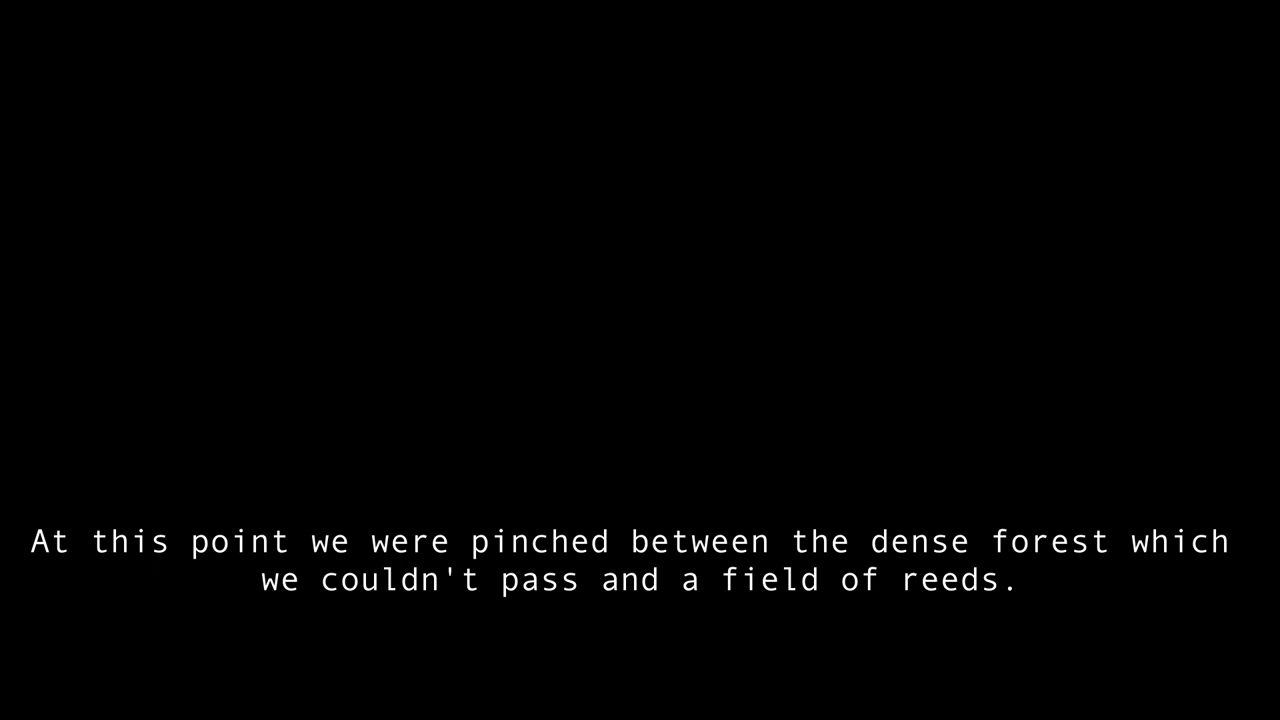 At this point we were pinched between the dense forest which
we couldn't pass and a field of reeds.